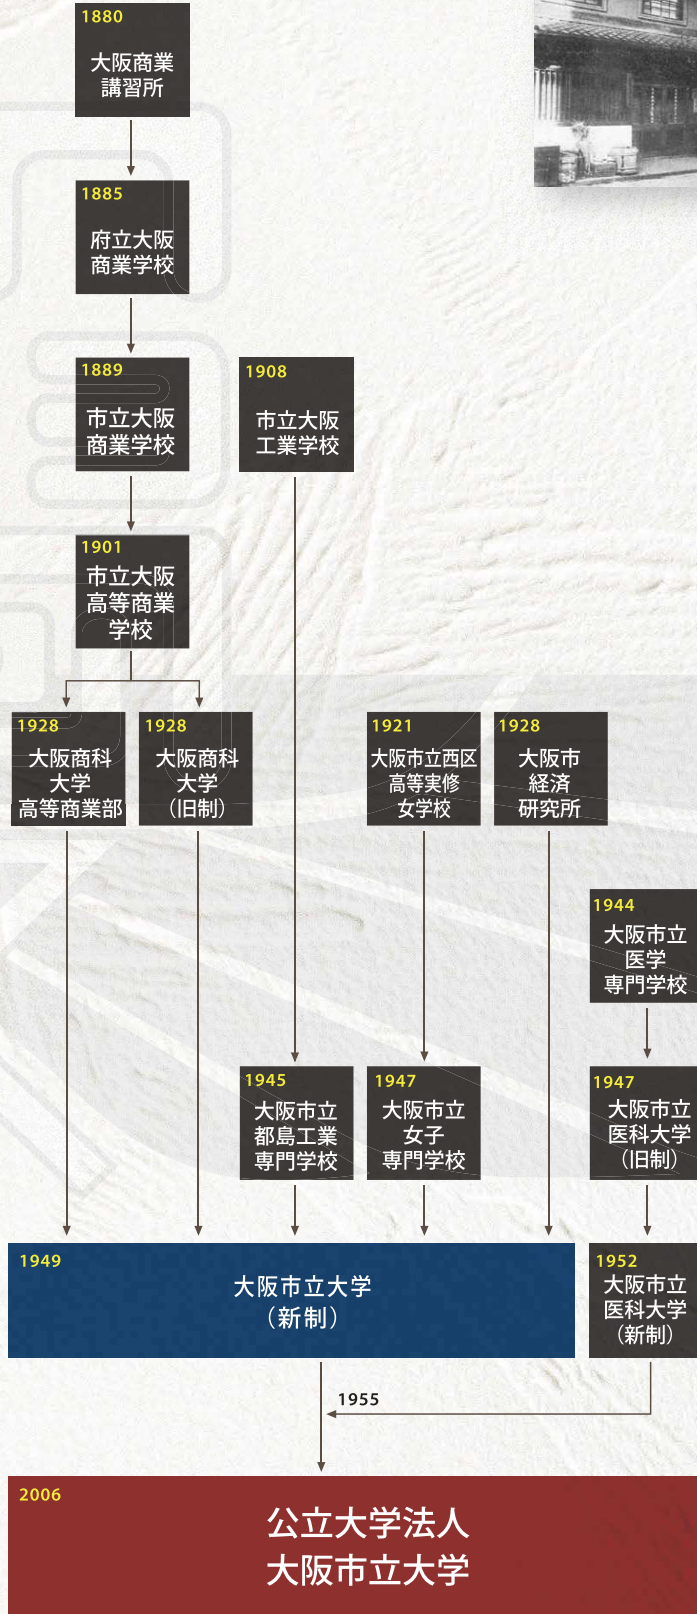 1880
大阪商業
講習所
1885
府立大阪
商業学校
1889
市立大阪
商業学校
1908
市立大阪
工業学校
1901
市立大阪
高等商業
学校
1928
大阪商科
大学
高等商業部
1928
大阪商科
大学
（旧制）
1921
大阪市立西区
高等実修
女学校
1928
大阪市
経済
研究所
1944
大阪市立
医学
専門学校
1945
大阪市立
都島工業
専門学校
1947
大阪市立
女子
専門学校
1947
大阪市立
医科大学
（旧制）
1949
大阪市立大学
（新制）
1952
大阪市立
医科大学
（新制）
1955
2006
公立大学法人
大阪市立大学